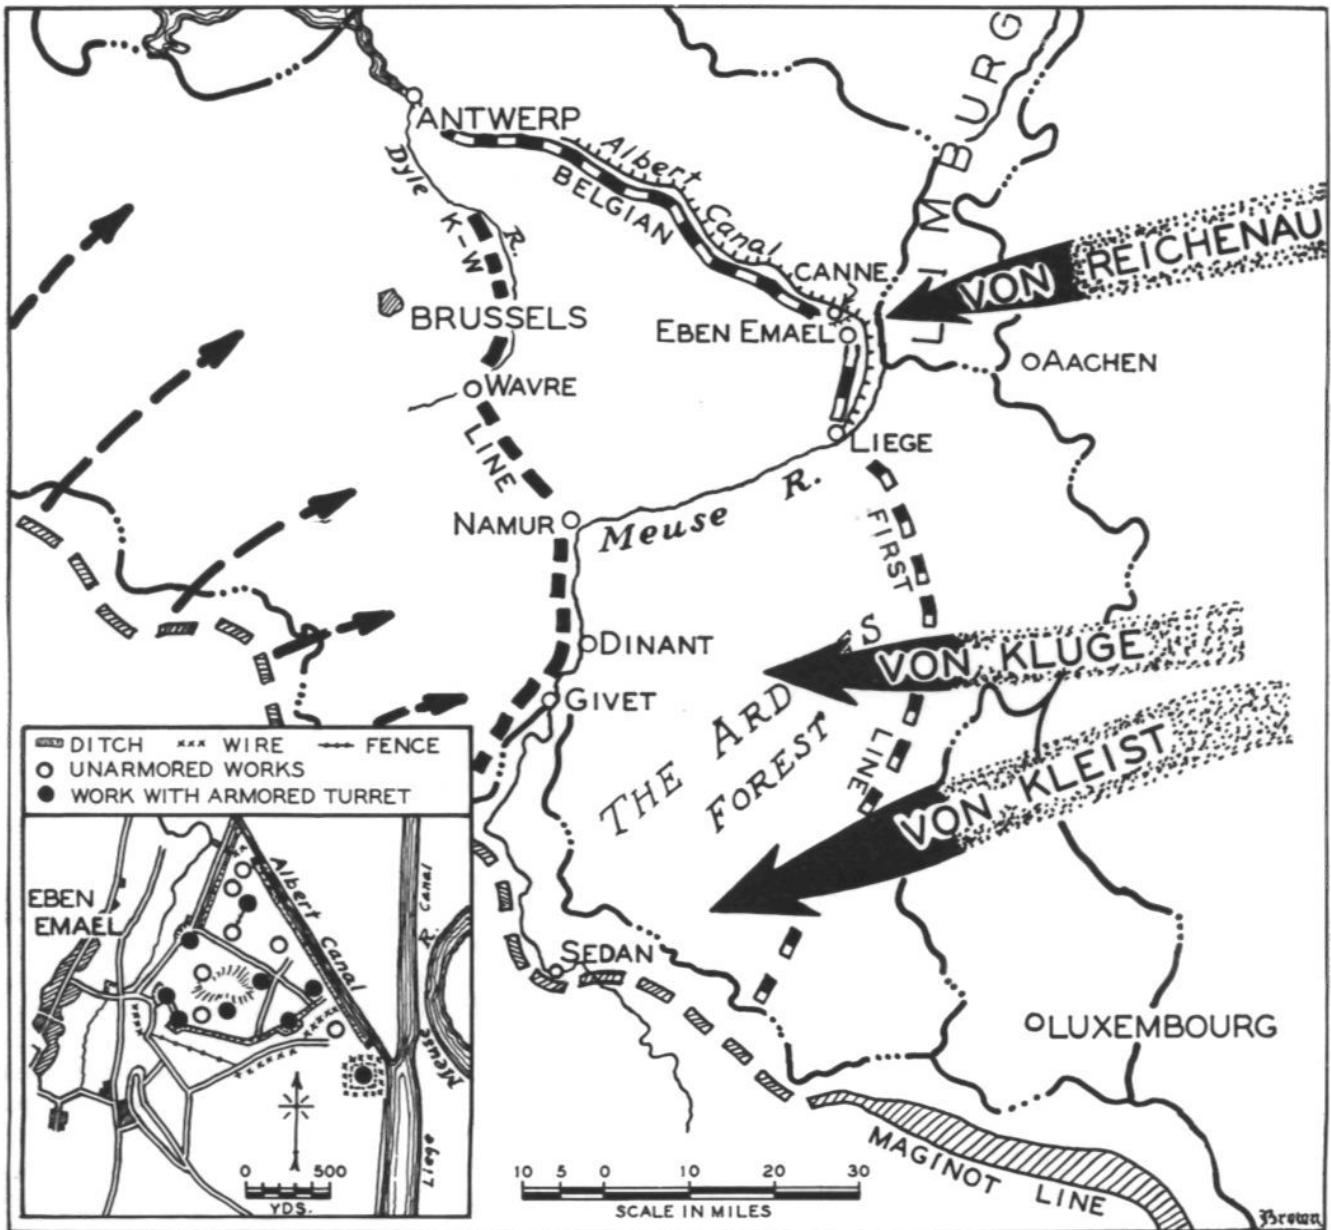 ANTWERP
Albert Canal
BELGIAN
Dyle R.
K-W
LINE
LIMBURG
VON REICHENAU
CANNE
BRUSSELS
EBEN EMAEL
AACHEN
WAVRE
LIEGE
NAMUR
Meuse R.
FIRST
LINE
DINANT
VON KLUGE
GIVET
THE ARD S
FOREST
VON KLEIST
SEDAN
LUXEMBOURG
MAGINOT LINE
DITCH WIRE FENCE
UNARMORED WORKS
WORK WITH ARMORED TURRET
EBEN
EMAEL
Albert Canal
Canal
Meuse R.
Liege
0 500
YDS.
10 5 0 10 20 30
SCALE IN MILES
Brown